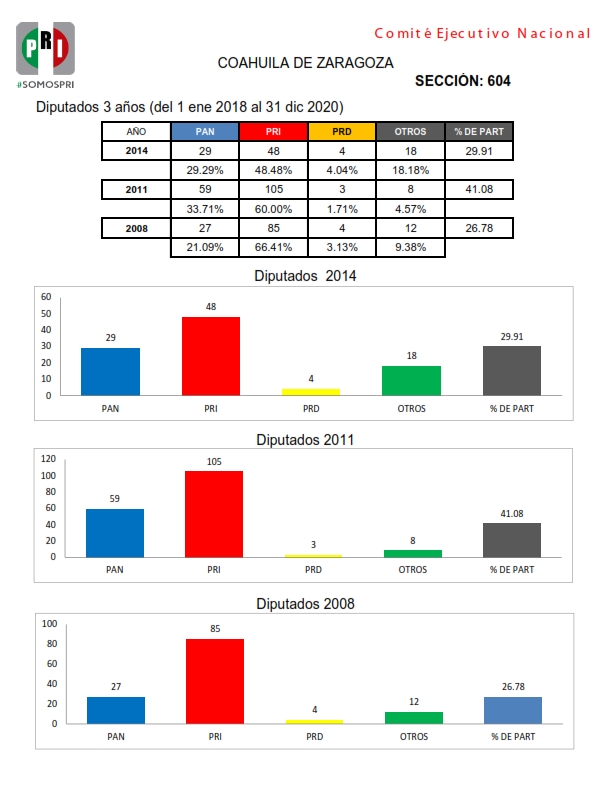 Comité Ejecutivo Nacional
PRI
#SOMOSPRI
COAHUILA DE ZARAGOZA
SECCIÓN: 604
Diputados 3 años (del 1 ene 2018 al 31 dic 2020)
AÑO PAN PRI PRD OTROS % DE PART
2014 29 48 4 18 29.91
29.29% 48.48% 4.04% 18.18%
2011 59 105 3 8 41.08
33.71% 60.00% 1.71% 4.57%
2008 27 85 4 12 26.78
21.09% 66.41% 3.13% 9.38%
Diputados 2014
60
50
40
30
20
10
0
29 48 4 18 29.91
PAN PRI PRD OTROS % DE PART
Diputados 2011
120
100
80
60
40
20
0
59 105 3 8 41.08
PAN PRI PRD OTROS % DE PART
Diputados 2008
100
80
60
40
20
0
27 85 4 12 26.78
PAN PRI PRD OTROS % DE PART